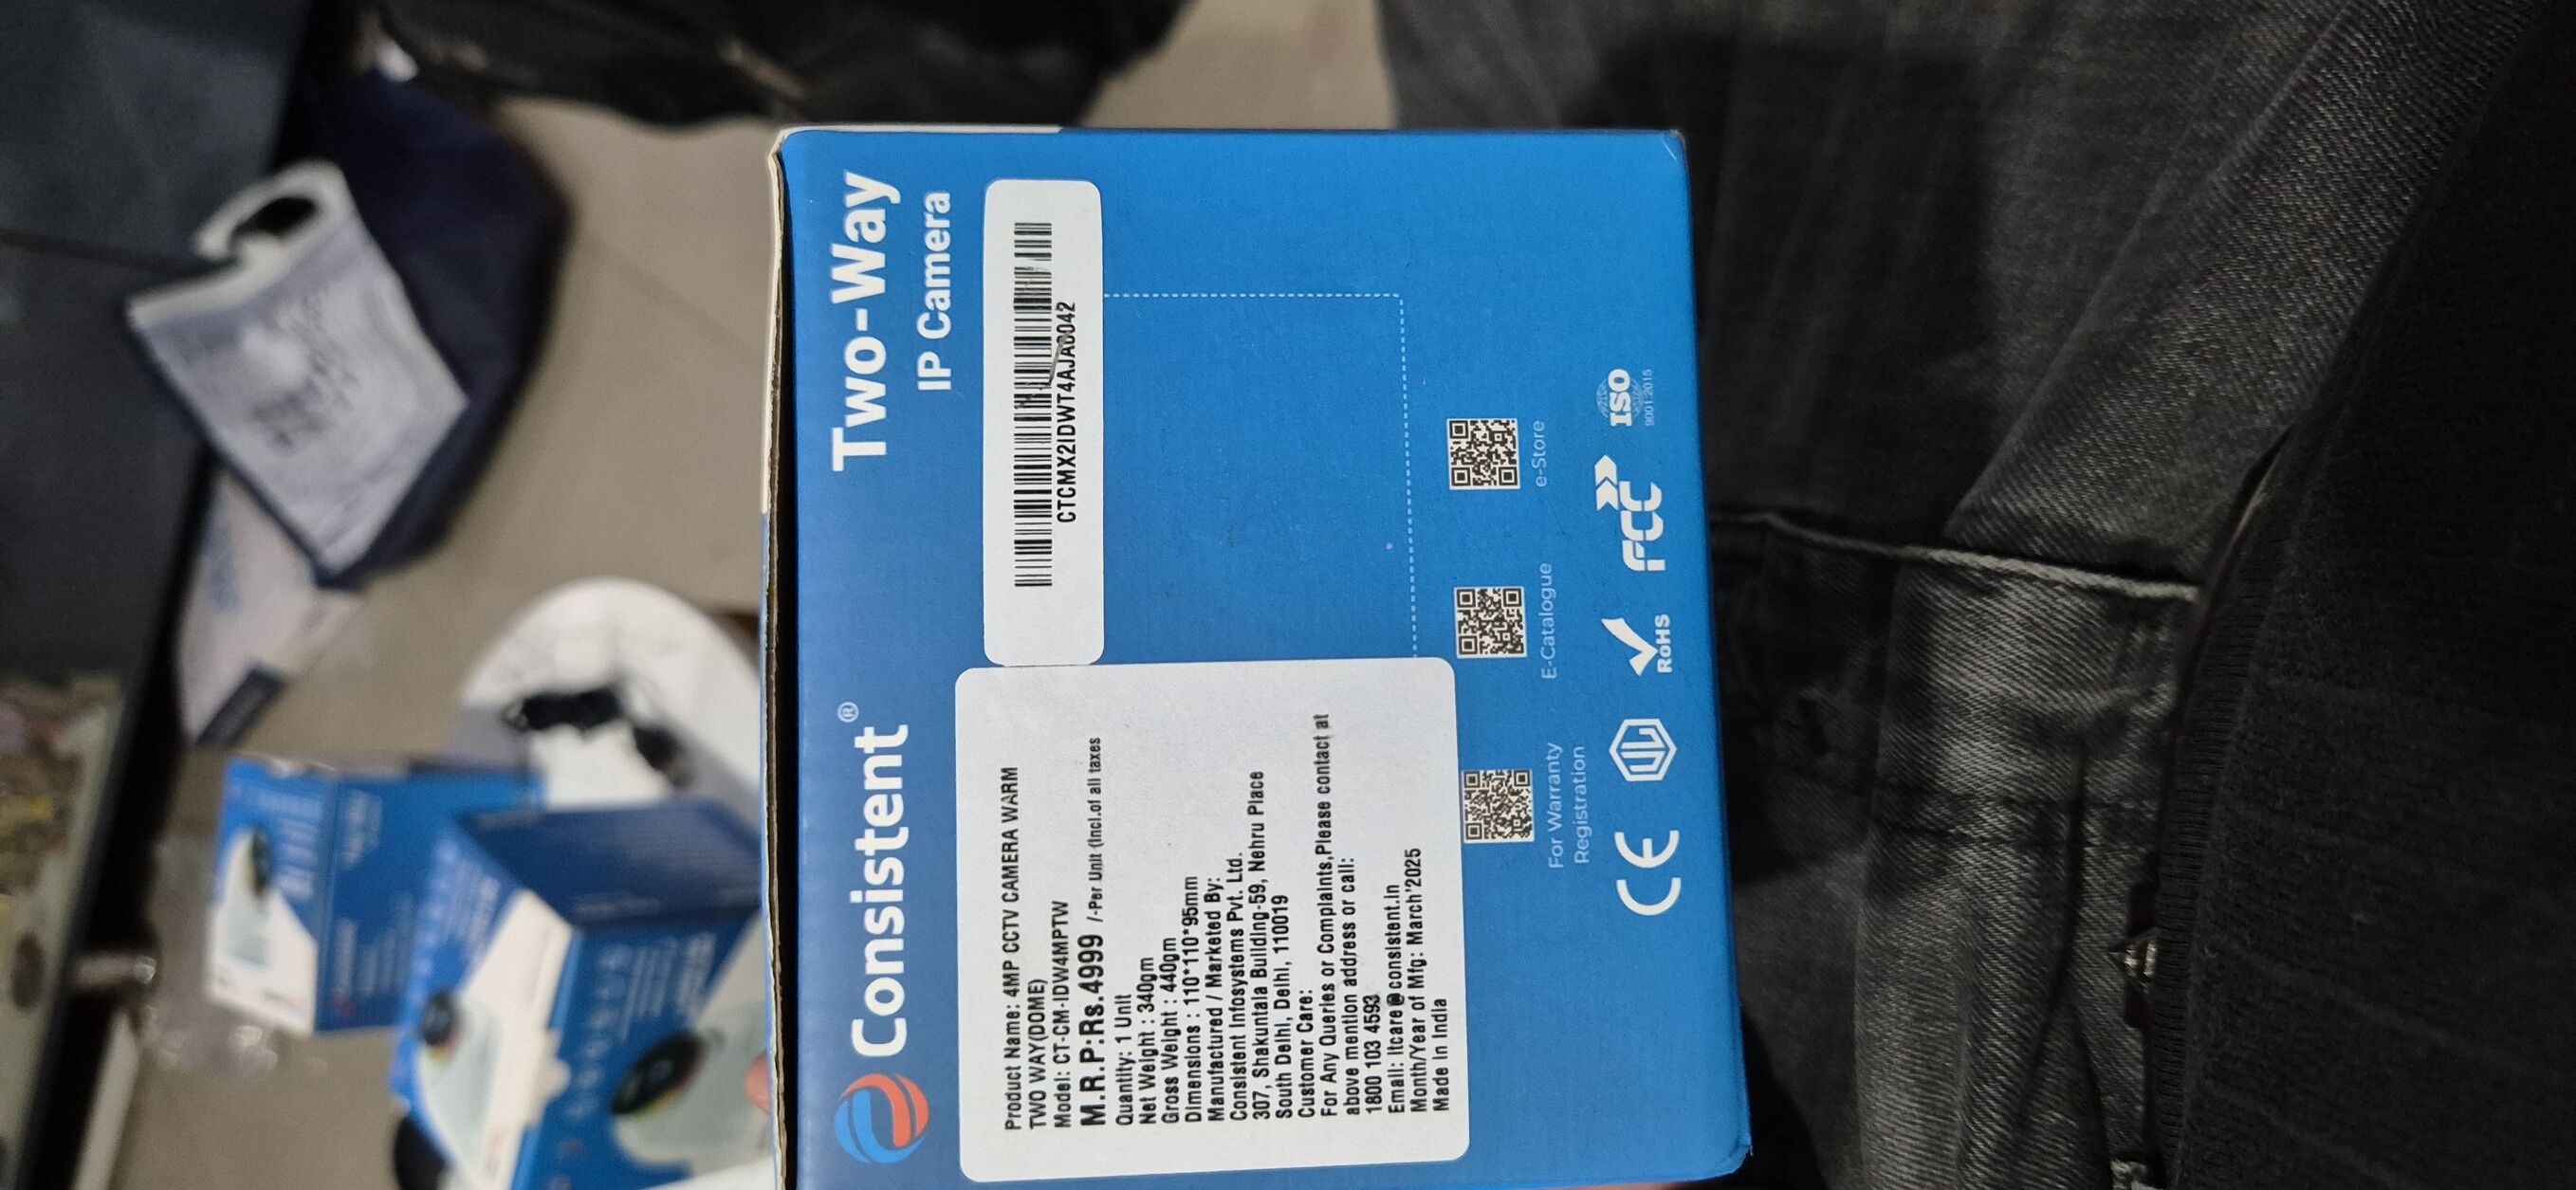 Consistent®
Two-Way
IP Camera
CTCMX2IDWT4AJA0042
Product Name: 4MP CCTV CAMERA WARM
TWO WAY(DOME)
Model: CT-CM-IDW4MPTW
M.R.P:Rs.4999 /-Per Unit (Incl.of all taxes
Quantity: 1 Unit
Net Weight : 340gm
Gross Weight : 440gm
Dimensions : 110*110*95mm
Manufactured / Marketed By:
Consistent Infosystems Pvt. Ltd.
307, Shakuntala Building-59, Nehru Place
South Delhi, Delhi, 110019
Customer Care:
For Any Queries or Complaints,Please contact at
above mention address or call:
1800 103 4593
Email: itcare@consistent.in
Month/Year of Mfg: March'2025
Made in India
For Warranty
Registration
E-Catalogue
e-Store
CE
UL
RoHS
FCC
ISO
9001:2015